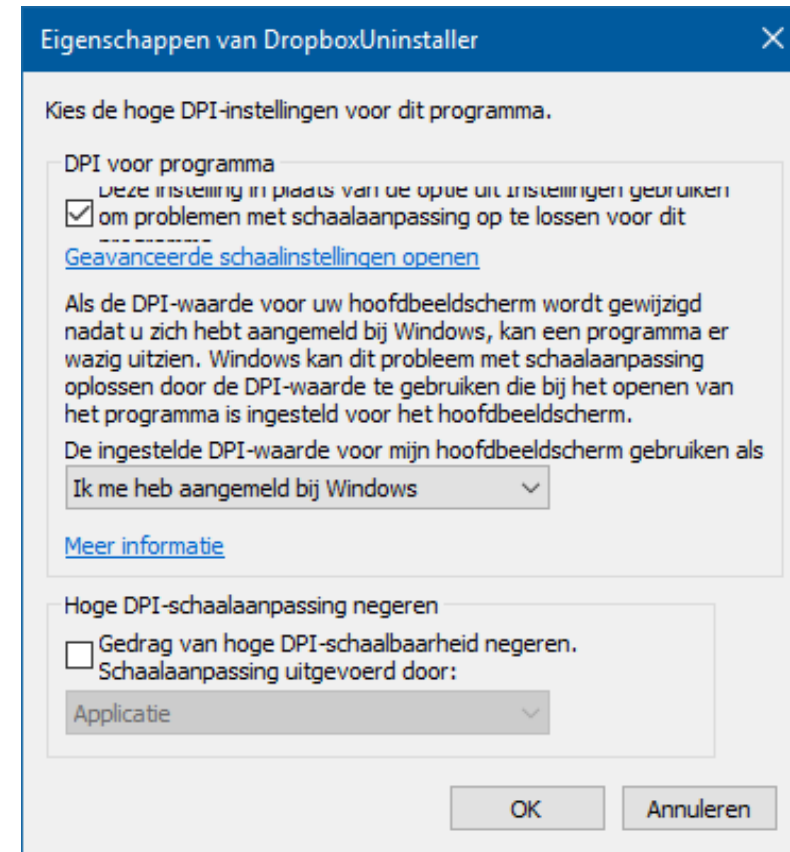 Eigenschappen van DropboxUninstaller
Kies de hoge DPI-instellingen voor dit programma.
DPI voor programma
Deze instelling in plaats van de optie uit Instellingen gebruiken
om problemen met schaalaanpassing op te lossen voor dit
Geavanceerde schaalinstellingen openen
Als de DPI-waarde voor uw hoofdbeeldscherm wordt gewijzigd
nadat u zich hebt aangemeld bij Windows, kan een programma er
wazig uitzien. Windows kan dit probleem met schaalaanpassing
oplossen door de DPI-waarde te gebruiken die bij het openen van
het programma is ingesteld voor het hoofdbeeldscherm.
De ingestelde DPI-waarde voor mijn hoofdbeeldscherm gebruiken als
Ik me heb aangemeld bij Windows
Meer informatie
Hoge DPI-schaalaanpassing negeren
Gedrag van hoge DPI-schaalbaarheid negeren.
Schaalaanpassing uitgevoerd door:
Applicatie
OK
Annuleren